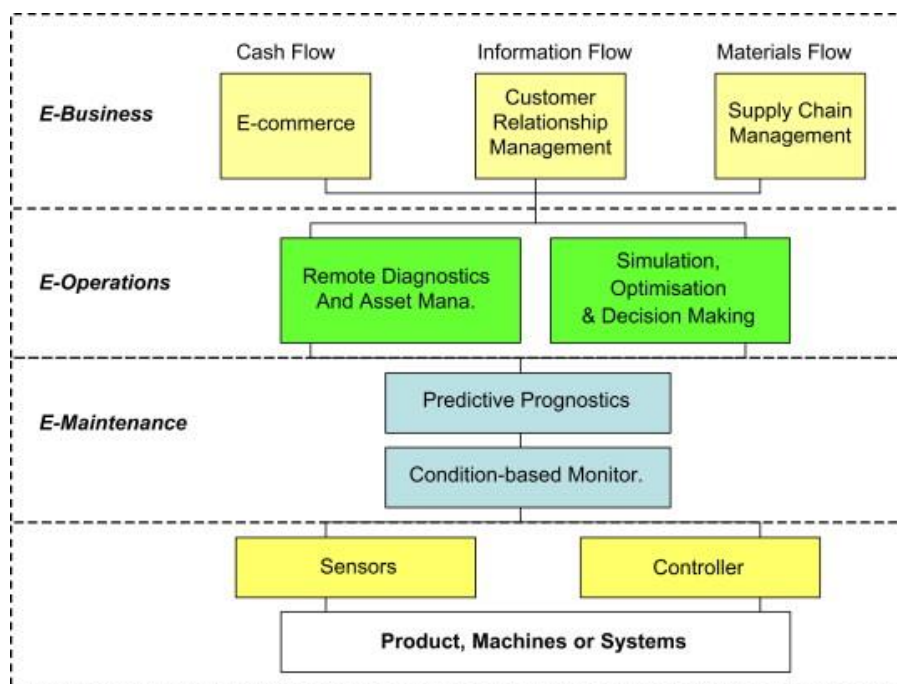 Cash Flow
Information Flow
Materials Flow
E-Business
E-commerce
Customer
Relationship
Management
Supply Chain
Management
E-Operations
Remote Diagnostics
And Asset Mana.
Simulation,
Optimisation
& Decision Making
E-Maintenance
Predictive Prognostics
Condition-based Monitor.
Sensors
Controller
Product, Machines or Systems